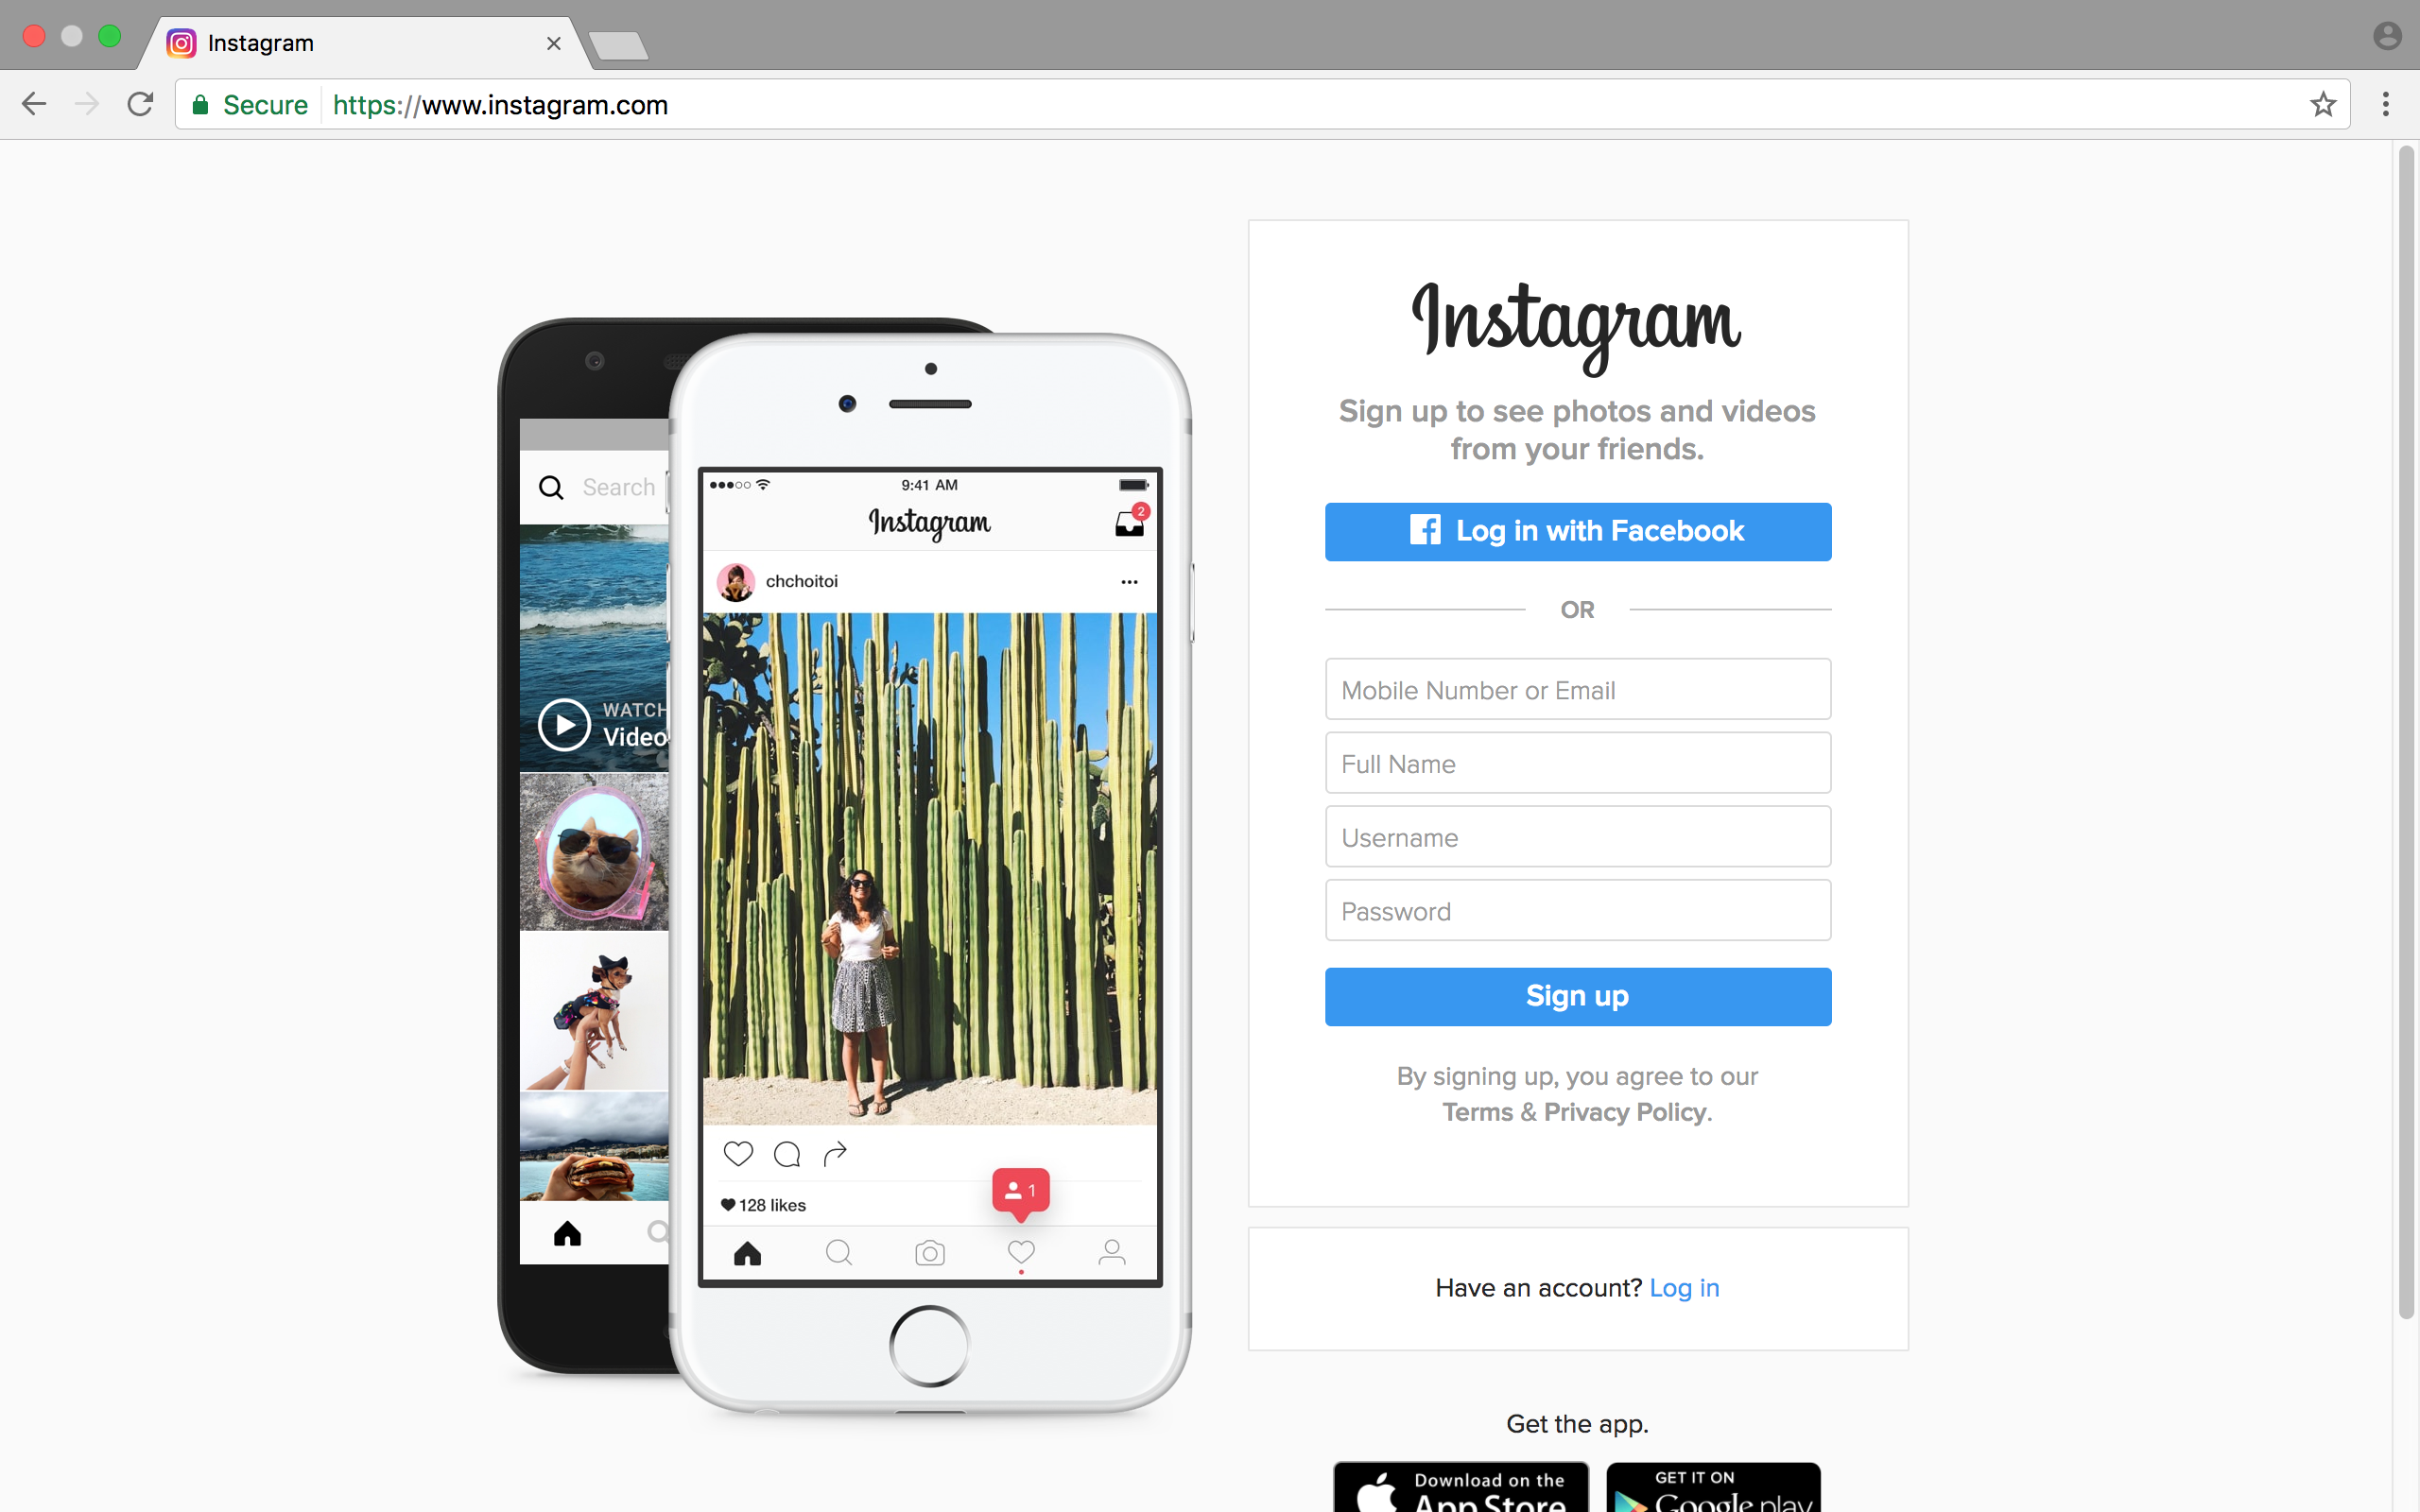 Instagram
Secure https://www.instagram.com
Search
WATCH
Video
9:41 AM
Instagram
2
chchoitoi
128 likes
1
Instagram
Sign up to see photos and videos
from your friends.
Log in with Facebook
OR
Mobile Number or Email
Full Name
Username
Password
Sign up
By signing up, you agree to our
Terms & Privacy Policy.
Have an account? Log in
Get the app.
Download on the
App Store
GET IT ON
Google play